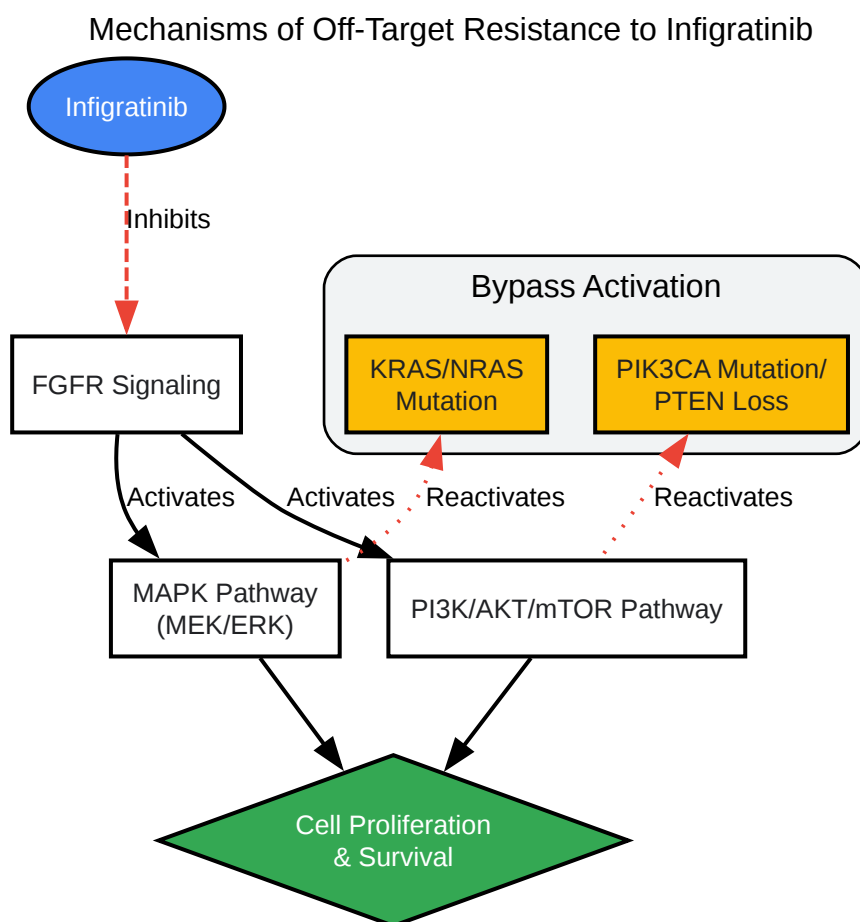 Mechanisms of Off-Target Resistance to Infigratinib
Infigratinib
Inhibits
Bypass Activation
FGFR Signaling
KRAS/NRAS
Mutation
PIK3CA Mutation/
PTEN Loss
Activates
Activates
Reactivates
Reactivates
MAPK Pathway
(MEK/ERK)
PI3K/AKT/mTOR Pathway
Cell Proliferation
& Survival